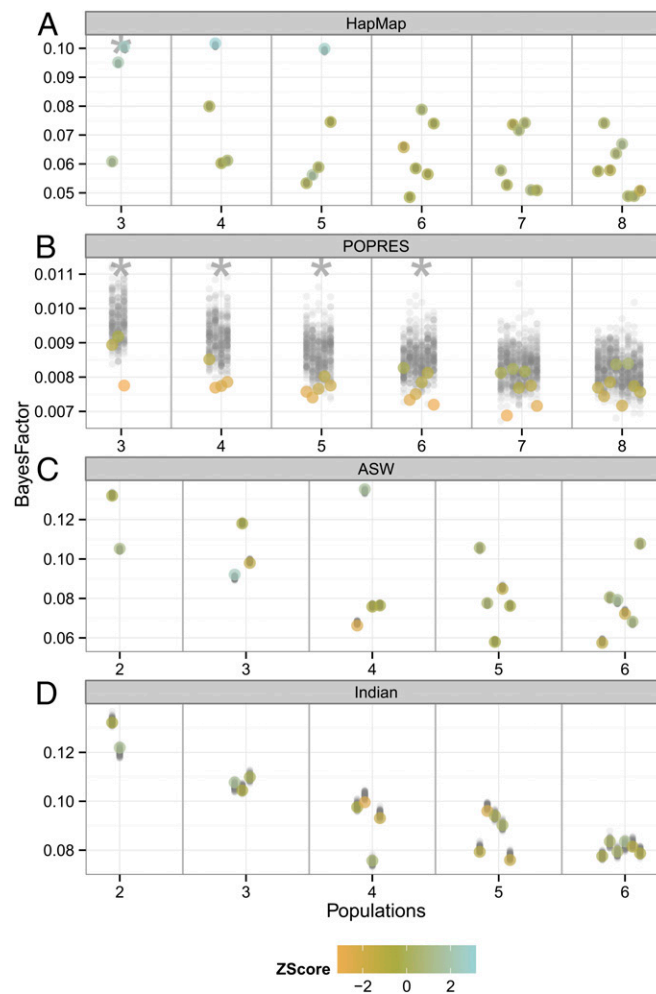 A
HapMap
0.10
0.09
0.08
0.07
0.06
0.05
3 4 5 6 7 8
B
POPRES
0.011
0.010
0.009
0.008
0.007
3 4 5 6 7 8
BayesFactor
C
ASW
0.12
0.10
0.08
0.06
2 3 4 5 6
D
Indian
0.12
0.10
0.08
2 3 4 5 6
Populations
ZScore
−2 0 2